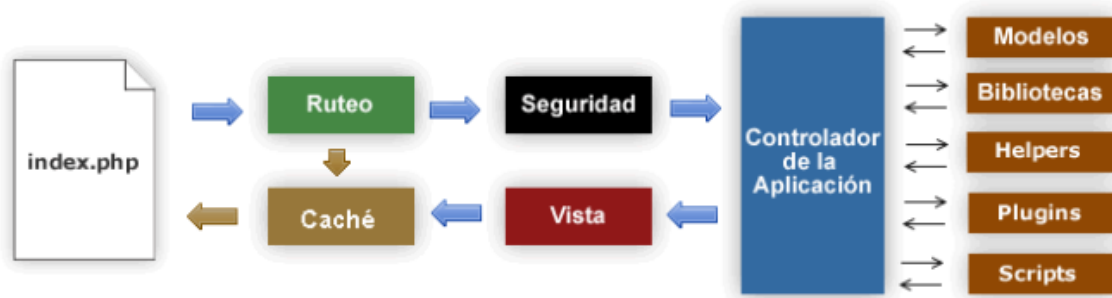 index.php
Ruteo
Seguridad
Caché
Vista
Controlador
de la
Aplicación
Modelos
Bibliotecas
Helpers
Plugins
Scripts